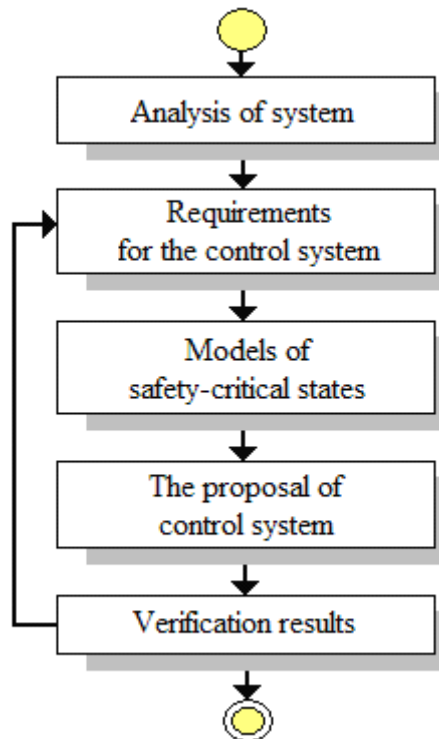 Analysis of system
Requirements
for the control system
Models of
safety-critical states
The proposal of
control system
Verification results